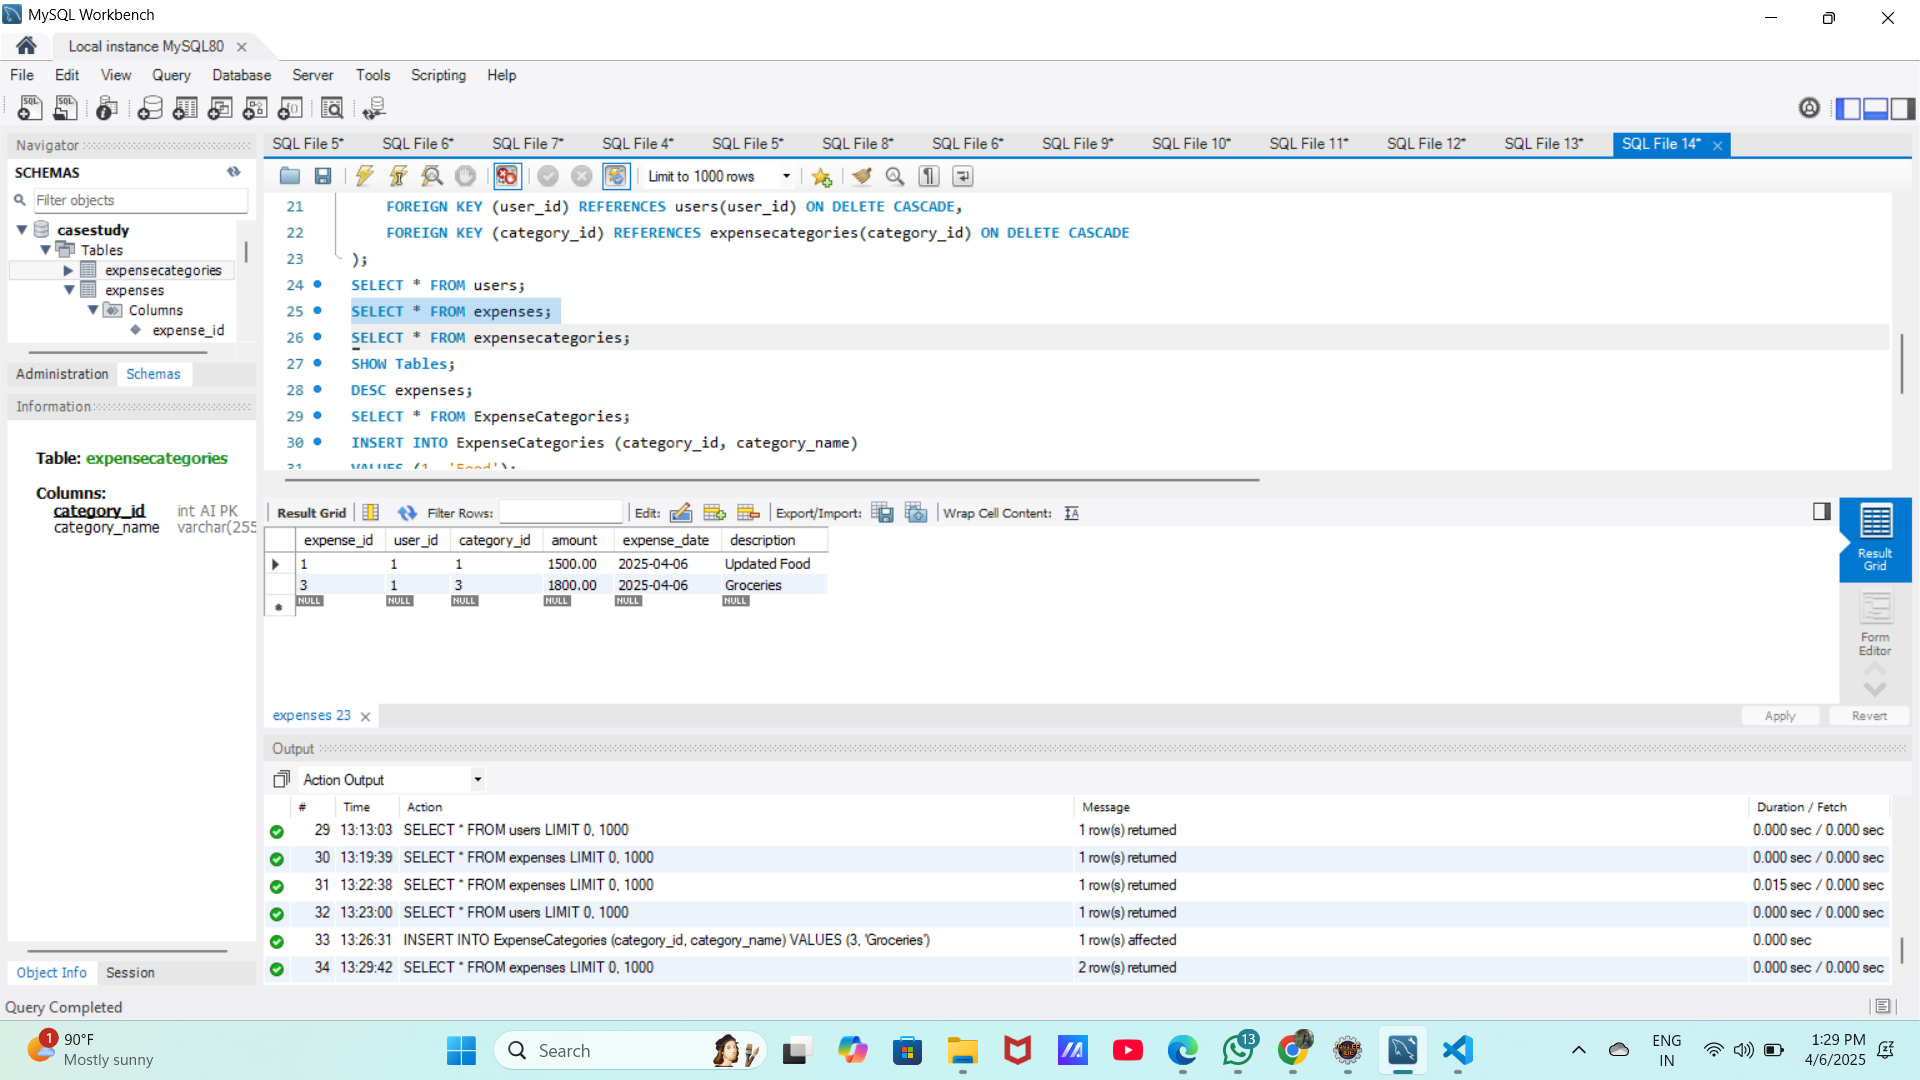 MySQL Workbench
Local instance MySQL80
File Edit View Query Database Server Tools Scripting Help
Navigator
SCHEMAS
Filter objects
casestudy
Tables
expensecategories
expenses
Columns
expense_id
Administration Schemas
Information
Table: expensecategories
Columns:
category_id int AI PK
category_name varchar(255
Object Info Session
SQL File 5* SQL File 6* SQL File 7* SQL File 4* SQL File 5* SQL File 8* SQL File 6* SQL File 9* SQL File 10* SQL File 11* SQL File 12* SQL File 13* SQL File 14*
Limit to 1000 rows
21 FOREIGN KEY (user_id) REFERENCES users(user_id) ON DELETE CASCADE,
22 FOREIGN KEY (category_id) REFERENCES expensecategories(category_id) ON DELETE CASCADE
23 );
24 SELECT * FROM users;
25 SELECT * FROM expenses;
26 SELECT * FROM expensecategories;
27 SHOW Tables;
28 DESC expenses;
29 SELECT * FROM ExpenseCategories;
30 INSERT INTO ExpenseCategories (category_id, category_name)
31 VALUES (1, 'Food');
Result Grid Filter Rows: Edit: Export/Import: Wrap Cell Content:
expense_id user_id category_id amount expense_date description
1 1 1 1500.00 2025-04-06 Updated Food
3 1 3 1800.00 2025-04-06 Groceries
NULL NULL NULL NULL NULL NULL
Result
Grid
Form
Editor
expenses 23
Apply Revert
Output
Action Output
# Time Action Message Duration / Fetch
29 13:13:03 SELECT * FROM users LIMIT 0, 1000 1 row(s) returned 0.000 sec / 0.000 sec
30 13:19:39 SELECT * FROM expenses LIMIT 0, 1000 1 row(s) returned 0.000 sec / 0.000 sec
31 13:22:38 SELECT * FROM expenses LIMIT 0, 1000 1 row(s) returned 0.015 sec / 0.000 sec
32 13:23:00 SELECT * FROM users LIMIT 0, 1000 1 row(s) returned 0.000 sec / 0.000 sec
33 13:26:31 INSERT INTO ExpenseCategories (category_id, category_name) VALUES (3, 'Groceries') 1 row(s) affected 0.000 sec
34 13:29:42 SELECT * FROM expenses LIMIT 0, 1000 2 row(s) returned 0.000 sec / 0.000 sec
Query Completed
1
90°F
Mostly sunny
Search
13
ENG
IN
1:29 PM
4/6/2025